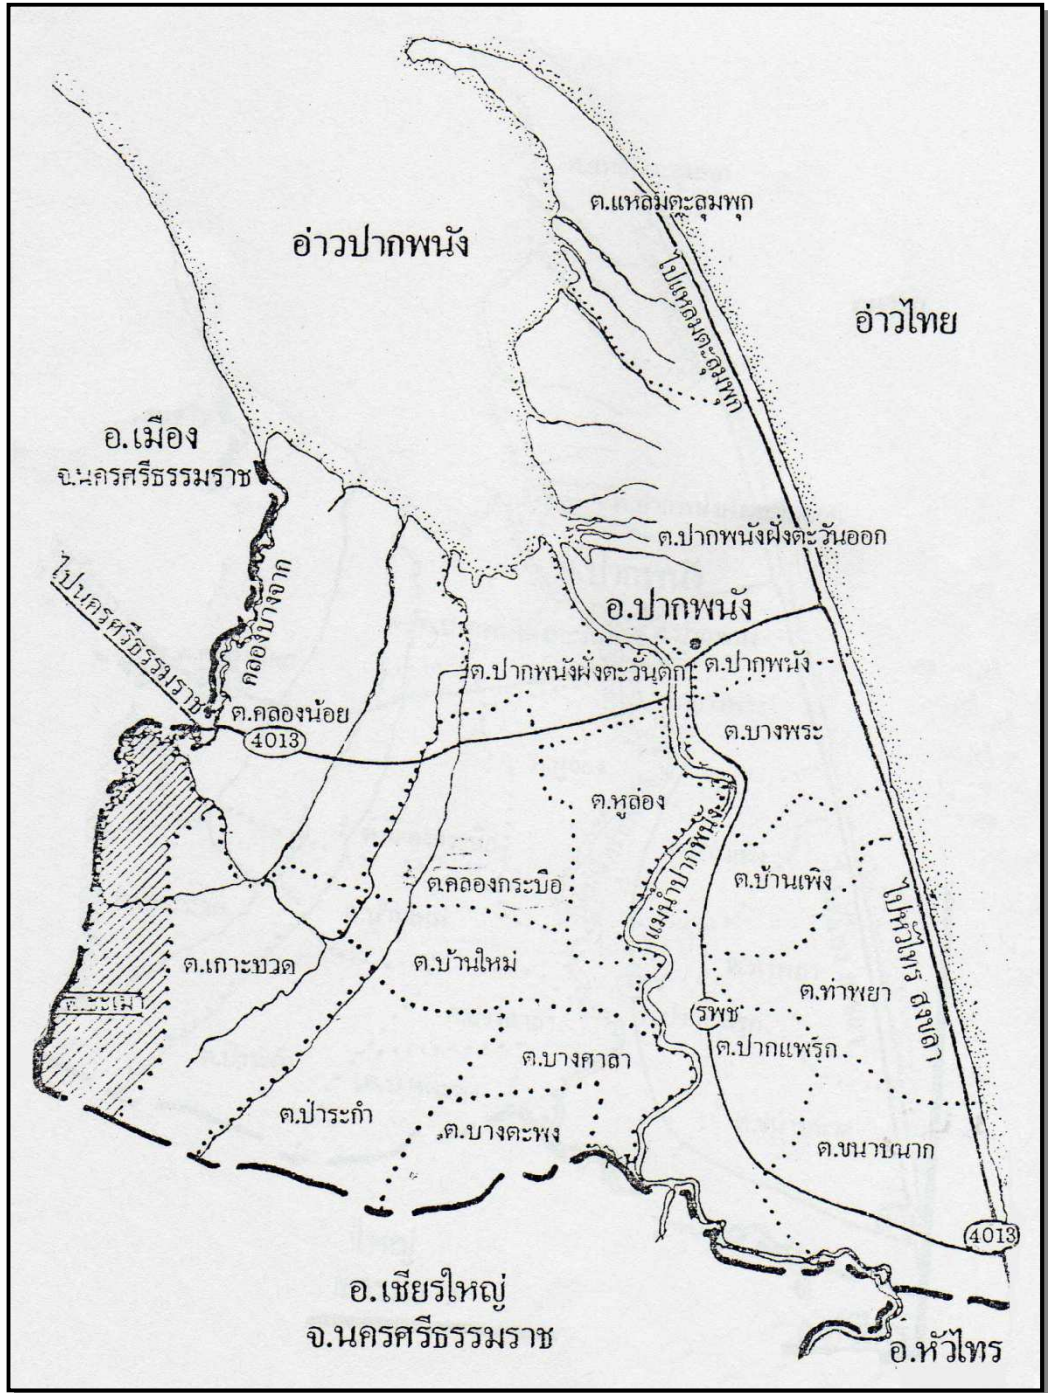 ต.แหลมตะลุมพุก
อ่าวปากพนัง
ไปแหลมตะลุมพุก
อ่าวไทย
อ.เมือง
จ.นครศรีธรรมราช
ต.ปากพนังฝั่งตะวันออก
ไปนครศรีธรรมราช
คลองบางจาก
อ.ปากพนัง
ต.ปากพนังฝั่งตะวันตก
ต.ปากพนัง
ต.คลองน้อย
4013
ต.บางพระ
ต.หูล่อง
แม่น้ำปากพนัง
ต.คลองกระบือ
ต.บ้านเพิง
ไปหัวไทร สงขลา
ต.เกาะทวด
ต.บ้านใหม่
ต.ท่าพยา
ต.ชะเมา
รพช
ต.ปากแพรก
ต.บางศาลา
ต.ป่าระกำ
ต.บางตะพง
ต.ขนาบนาก
4013
อ.เชียรใหญ่
จ.นครศรีธรรมราช
อ.หัวไทร